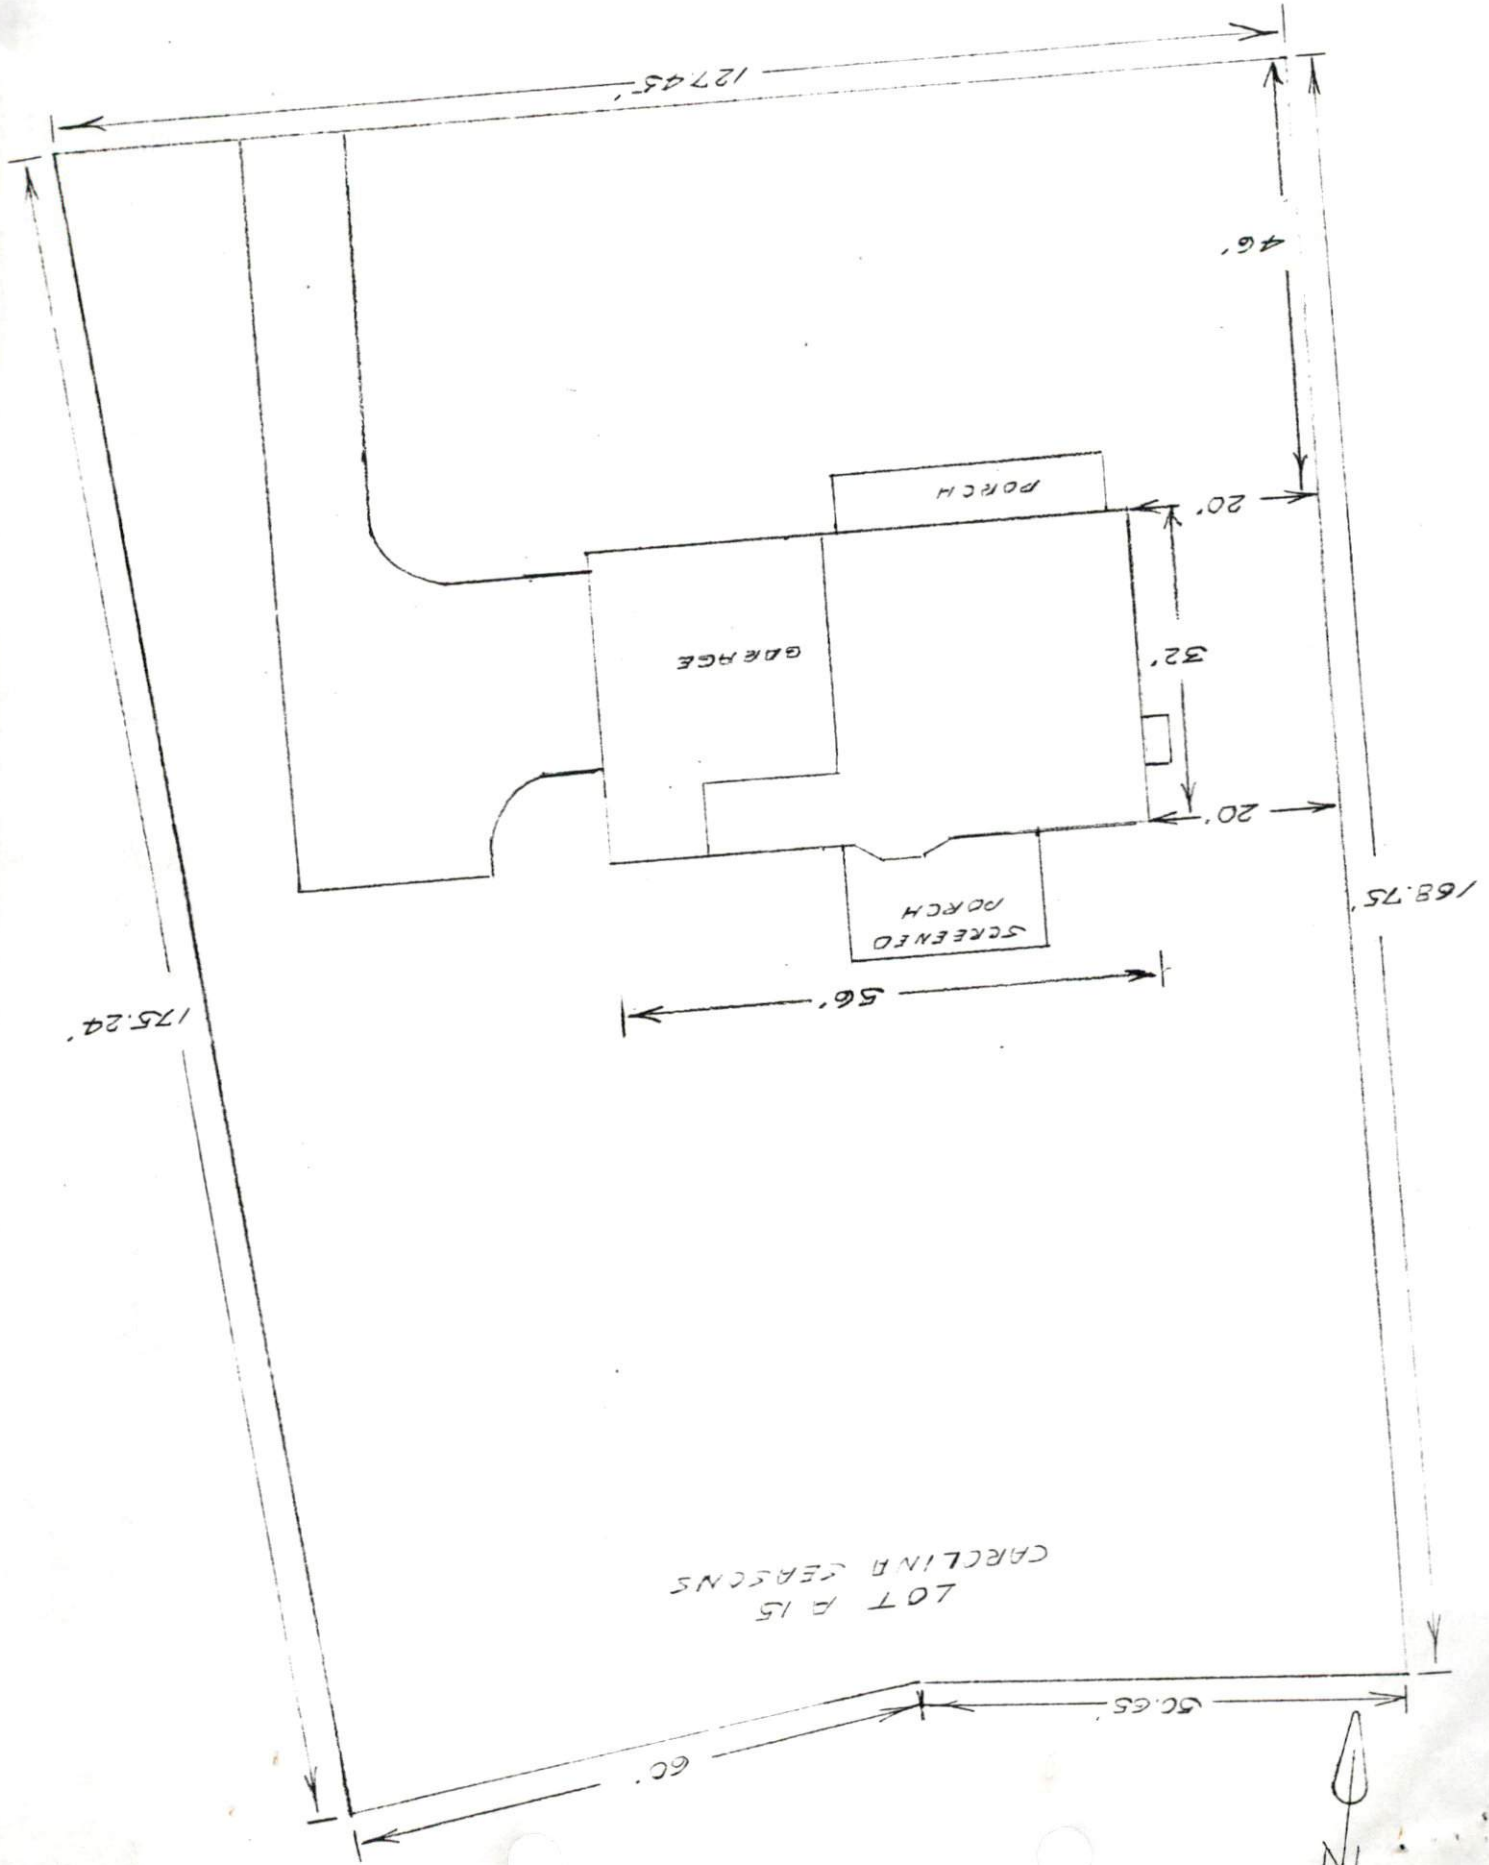 N
50.65'
60'
LOT A 15
CAROLINA SEASONS
175.24'
56'
SCREENED
PORCH
168.75'
20'
32'
GARAGE
20'
PORCH
46'
127.45'